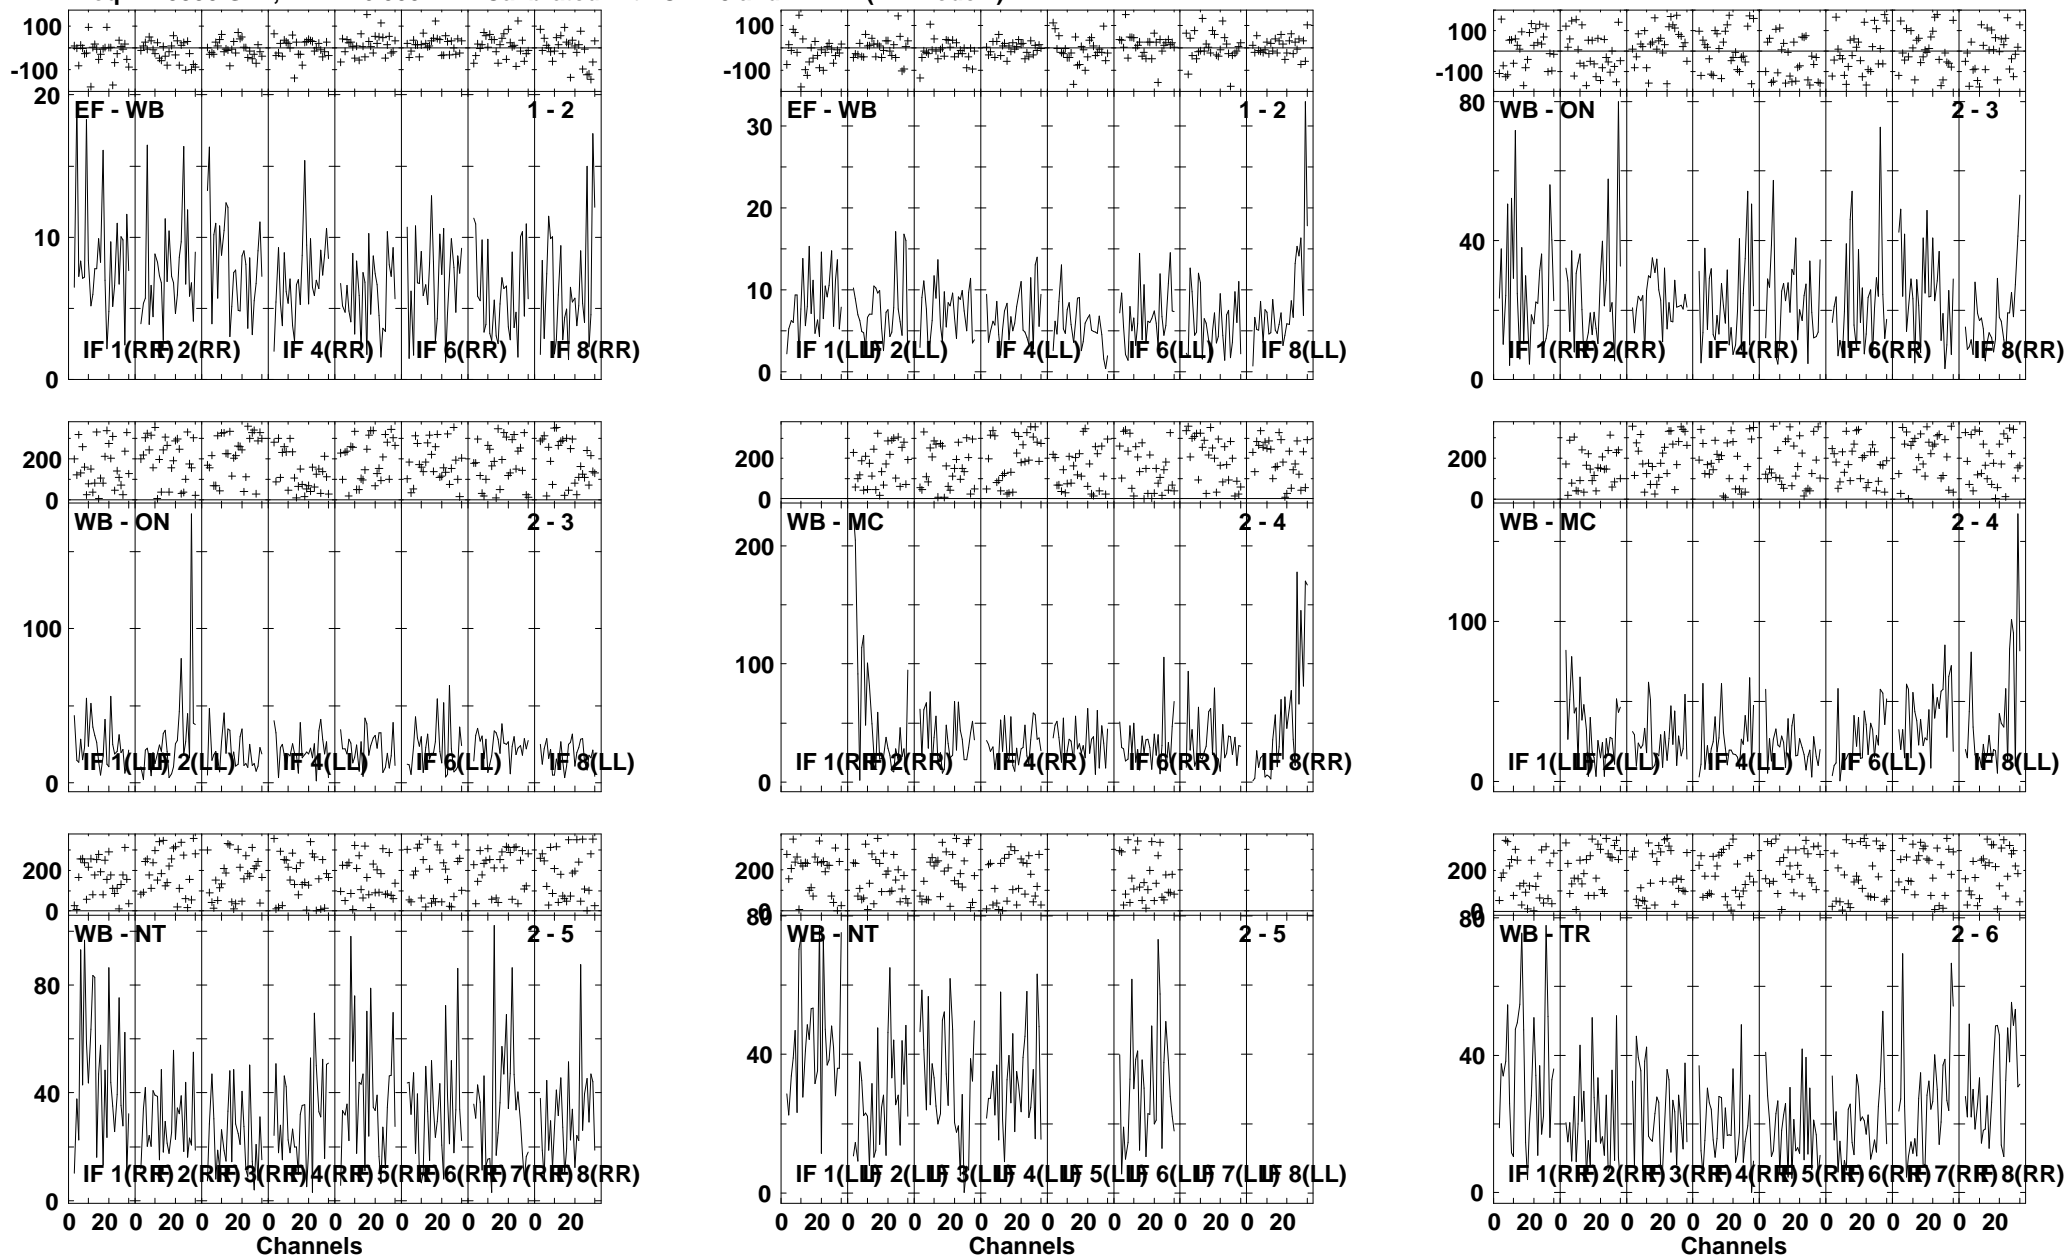 100 100 100
-100 -100 -100
20 30 80
EF - WB 1 - 2 EF - WB 1 - 2 WB - ON 2 - 3
20
10 40
10
IF 1(RR) IF 2(RR) IF 4(RR) IF 6(RR) IF 8(RR) IF 1(LL) IF 2(LL) IF 4(LL) IF 6(LL) IF 8(LL) IF 1(RR) IF 2(RR) IF 4(RR) IF 6(RR) IF 8(RR)
0 0 0
200 200 200
0 0 0
WB - ON 2 - 3 WB - MC 2 - 4 WB - MC 2 - 4
200
100 100 100
IF 1(LL) IF 2(LL) IF 4(LL) IF 6(LL) IF 8(LL) IF 1(RR) IF 2(RR) IF 4(RR) IF 6(RR) IF 8(RR) IF 1(LL) IF 2(LL) IF 4(LL) IF 6(LL) IF 8(LL)
0 0 0
200 200 200
0 0 0
80 80
WB - NT 2 - 5 WB - NT 2 - 5 WB - TR 2 - 6
80
40 40 40
IF 1(RR) IF 2(RR) IF 3(RR) IF 4(RR) IF 5(RR) IF 6(RR) IF 7(RR) IF 8(RR) IF 1(LL) IF 2(LL) IF 3(LL) IF 4(LL) IF 5(LL) IF 6(LL) IF 7(LL) IF 8(LL) IF 1(RR) IF 2(RR) IF 3(RR) IF 4(RR) IF 5(RR) IF 6(RR) IF 7(RR) IF 8(RR)
0 0 0
0 20 0 20 0 20 0 20 0 20 0 20 0 20 0 20 0 20 0 20 0 20 0 20 0 20 0 20 0 20 0 20 0 20 0 20 0 20 0 20 0 20 0 20 0 20 0 20
Channels Channels Channels